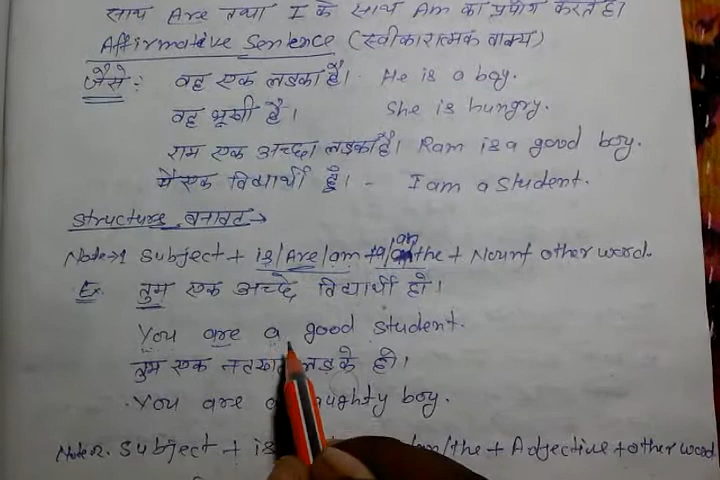 साथ Are तथा I के साथ Am का प्रयोग करते हैं।
Affirmative Sentence (स्वीकारात्मक वाक्य)
जैसे: वह एक लड़का है। He is a boy.
वह भूखी है। She is hungry.
राम एक अच्छा लड़का है। Ram is a good boy.
मैं एक विद्यार्थी हूँ। - I am a student.
Structure बनावट →
Note→1 Subject + is/Are/am + a/an/the + Noun + other word.
Ex. तुम एक अच्छे विद्यार्थी हो।
You are a good student.
तुम एक नटखट लड़के हो।
You are a naughty boy.
Note 2. Subject + is /the + Adjective + other word